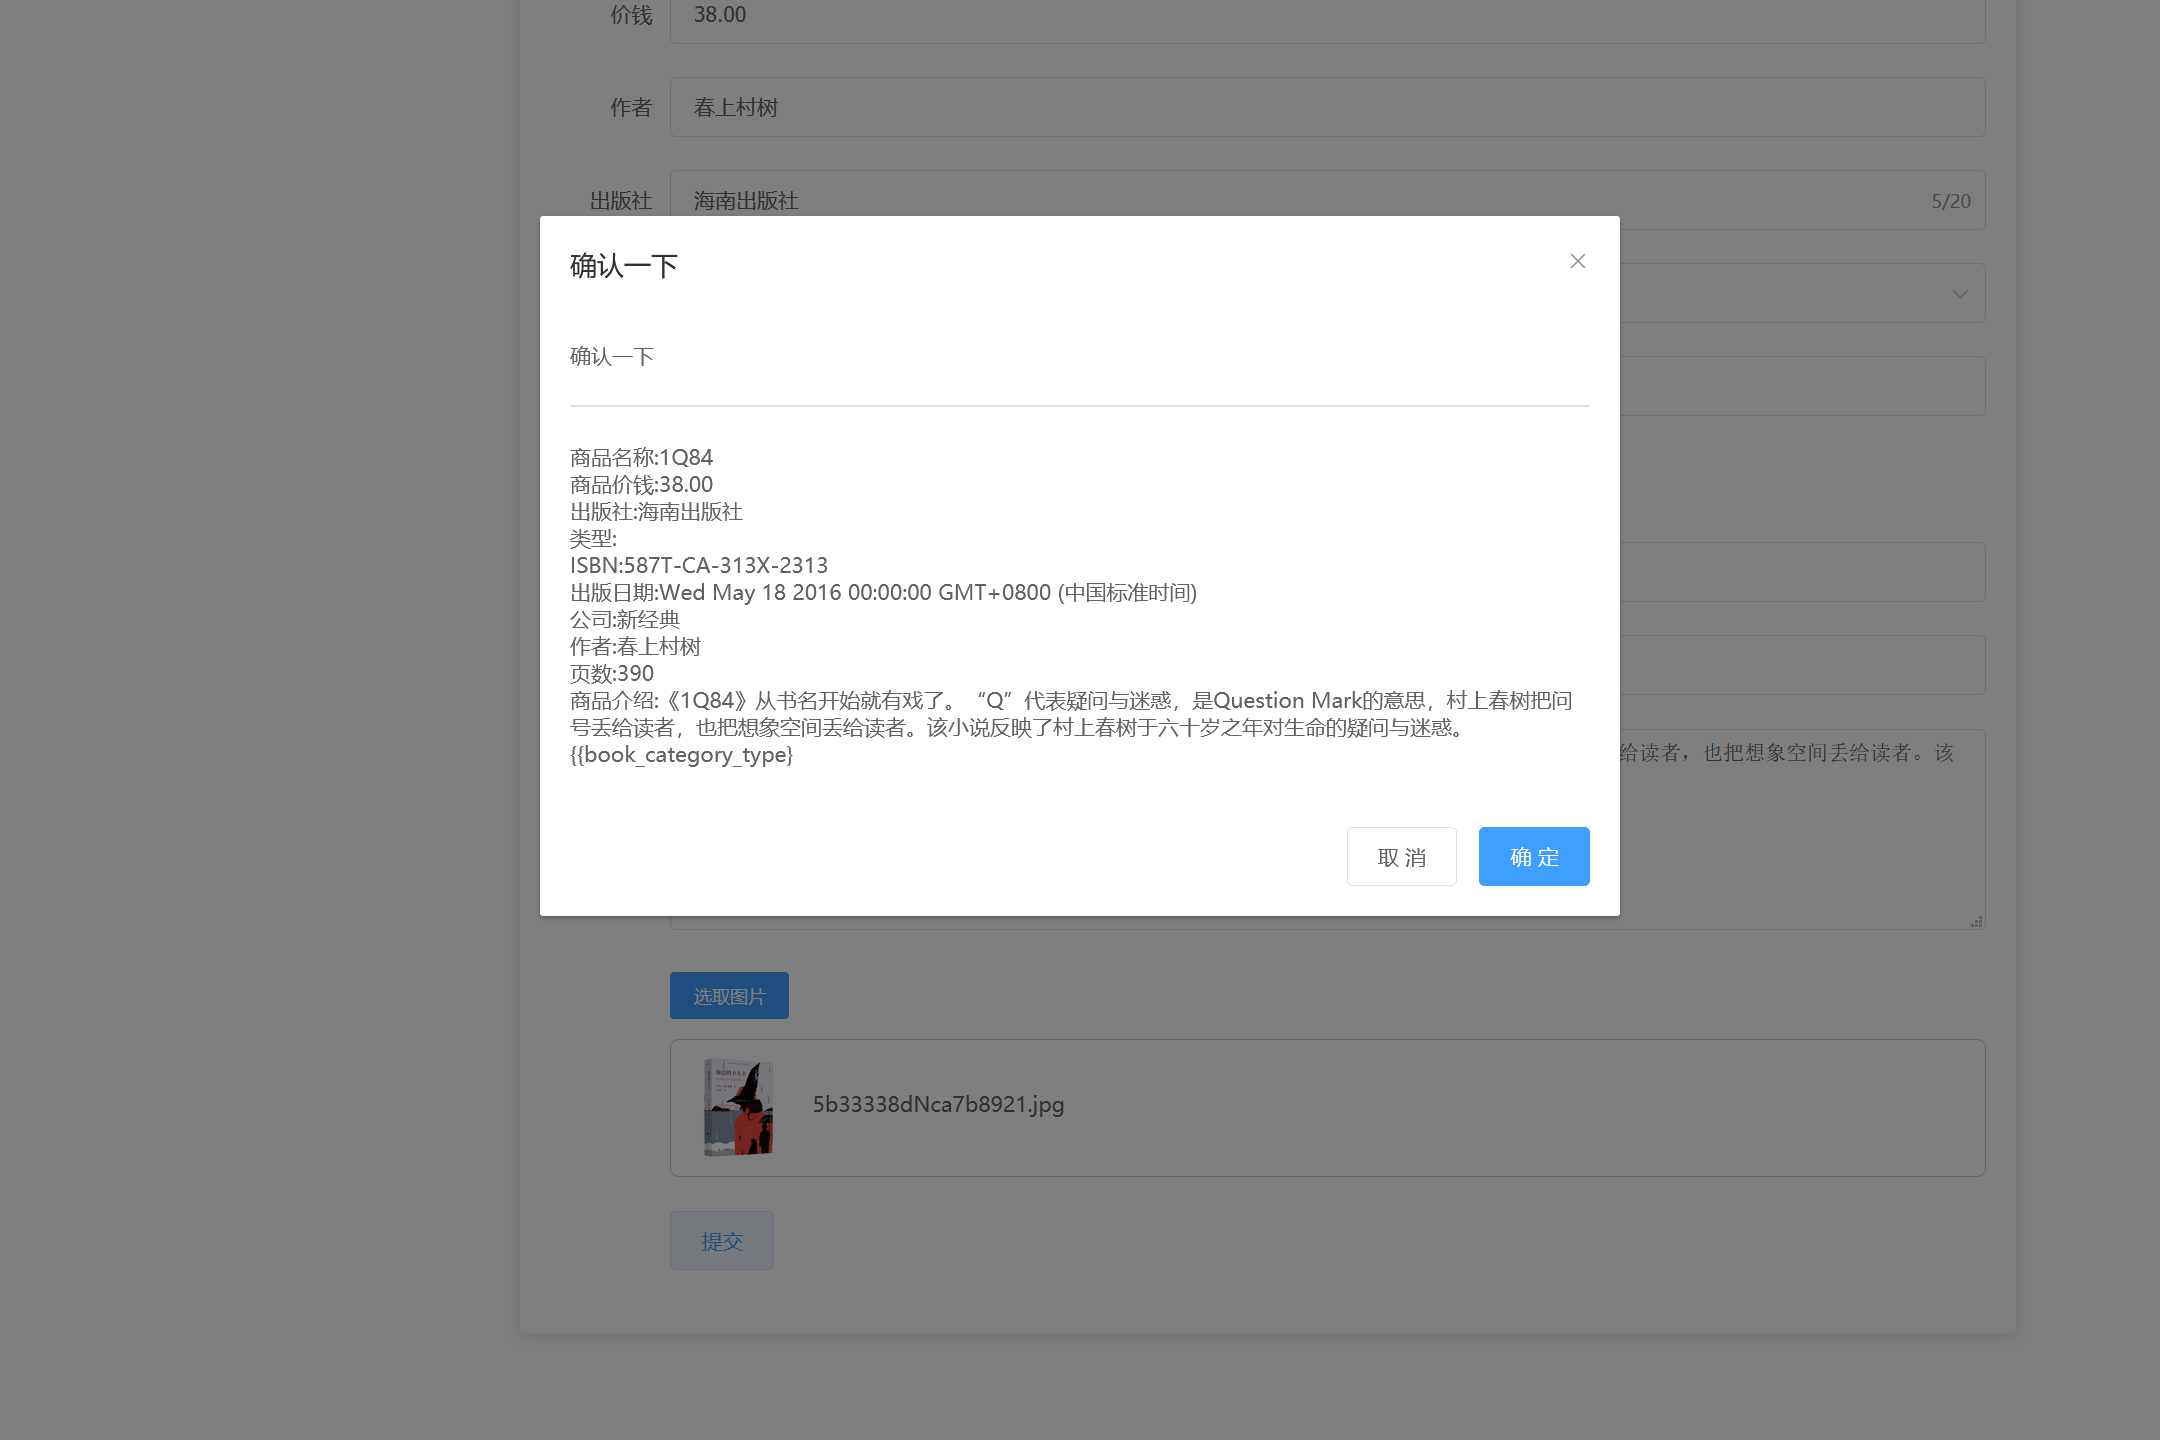 价钱 38.00
作者 春上村树
出版社 海南出版社 5/20
确认一下
确认一下
商品名称:1Q84
商品价钱:38.00
出版社:海南出版社
类型:
ISBN:587T-CA-313X-2313
出版日期:Wed May 18 2016 00:00:00 GMT+0800 (中国标准时间)
公司:新经典
作者:春上村树
页数:390
商品介绍:《1Q84》从书名开始就有戏了。“Q”代表疑问与迷惑，是Question Mark的意思，村上春树把问
号丢给读者，也把想象空间丢给读者。该小说反映了村上春树于六十岁之年对生命的疑问与迷惑。
{{book_category_type}
给读者，也把想象空间丢给读者。该
取 消 确 定
选取图片
5b33338dNca7b8921.jpg
提交